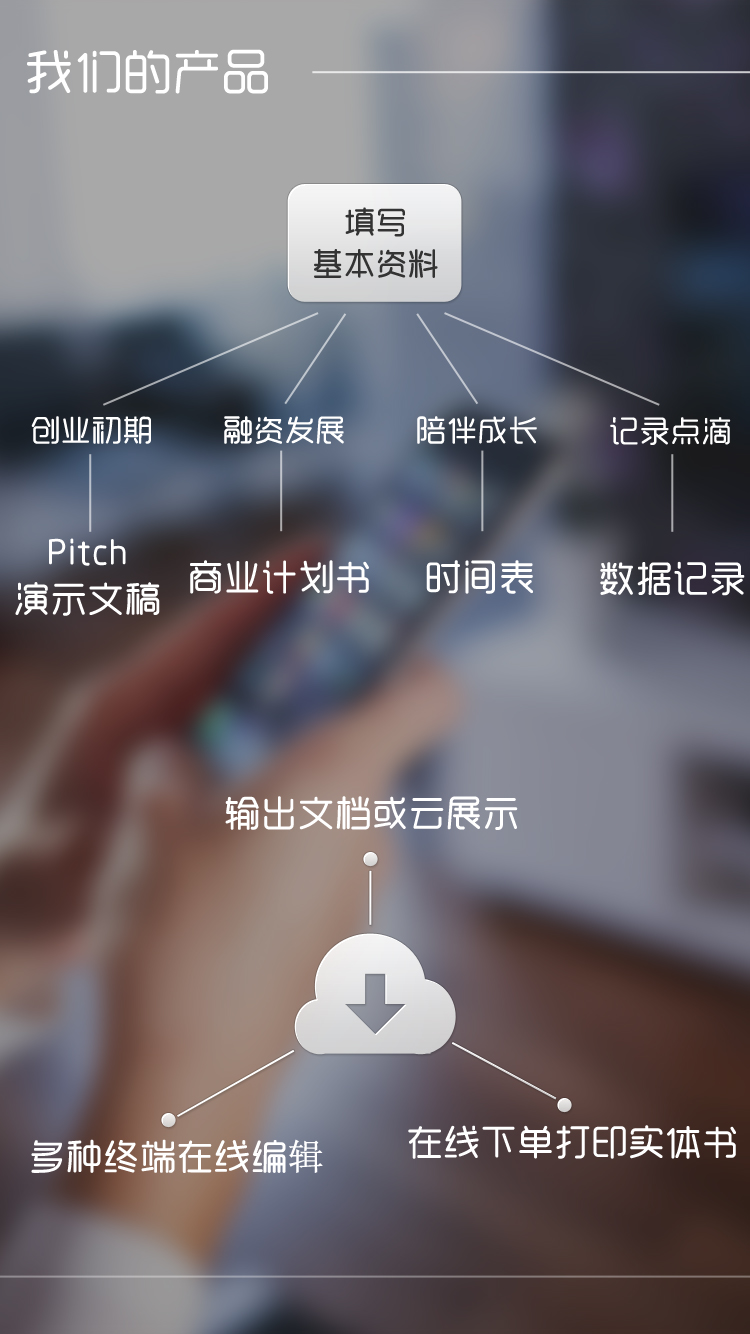 我们的产品
填写
基本资料
创业初期
融资发展
陪伴成长
记录点滴
Pitch
演示文稿
商业计划书
时间表
数据记录
输出文档或云展示
多种终端在线编辑
在线下单打印实体书